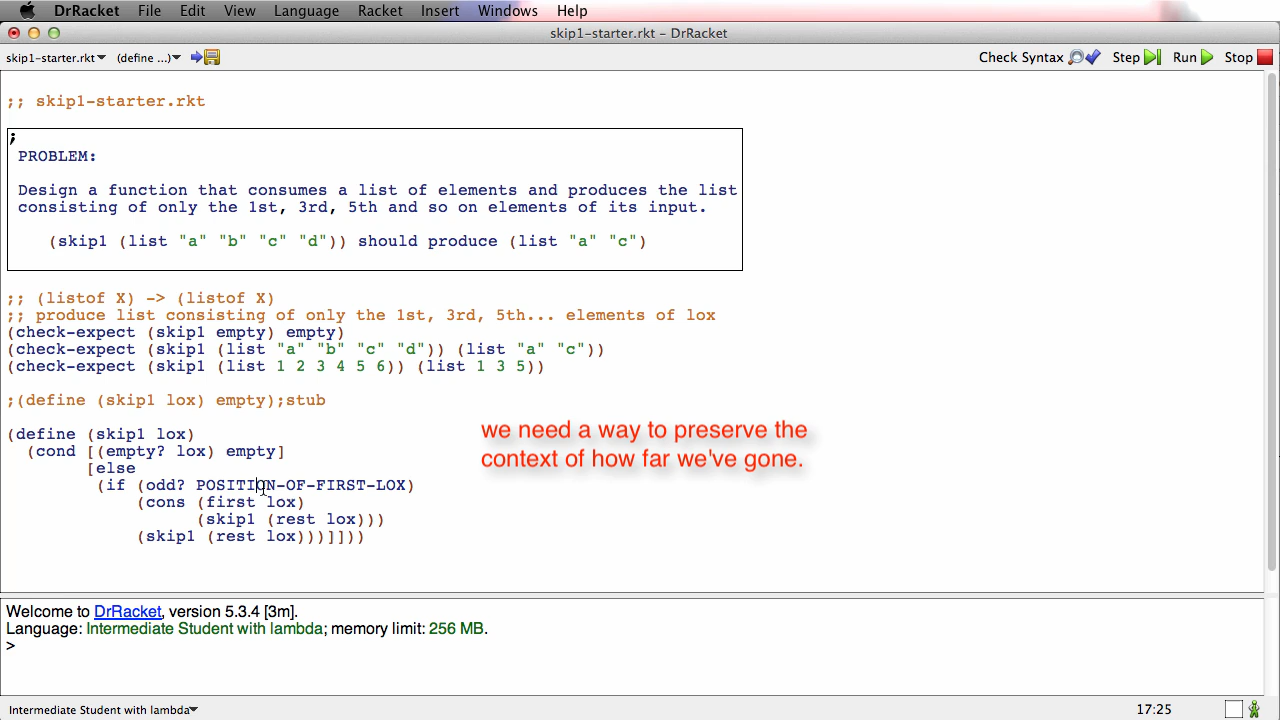 DrRacket File Edit View Language Racket Insert Windows Help
skip1-starter.rkt – DrRacket
skip1-starter.rkt (define ...) Check Syntax Step Run Stop
;; skip1-starter.rkt
;
PROBLEM:
Design a function that consumes a list of elements and produces the list
consisting of only the 1st, 3rd, 5th and so on elements of its input.
(skip1 (list "a" "b" "c" "d")) should produce (list "a" "c")
;; (listof X) -> (listof X)
;; produce list consisting of only the 1st, 3rd, 5th... elements of lox
(check-expect (skip1 empty) empty)
(check-expect (skip1 (list "a" "b" "c" "d")) (list "a" "c"))
(check-expect (skip1 (list 1 2 3 4 5 6)) (list 1 3 5))
;(define (skip1 lox) empty);stub
we need a way to preserve the
context of how far we've gone.
(define (skip1 lox)
(cond [(empty? lox) empty]
[else
(if (odd? POSITION-OF-FIRST-LOX)
(cons (first lox)
(skip1 (rest lox)))
(skip1 (rest lox)))]]))
Welcome to DrRacket, version 5.3.4 [3m].
Language: Intermediate Student with lambda; memory limit: 256 MB.
>
Intermediate Student with lambda 17:25